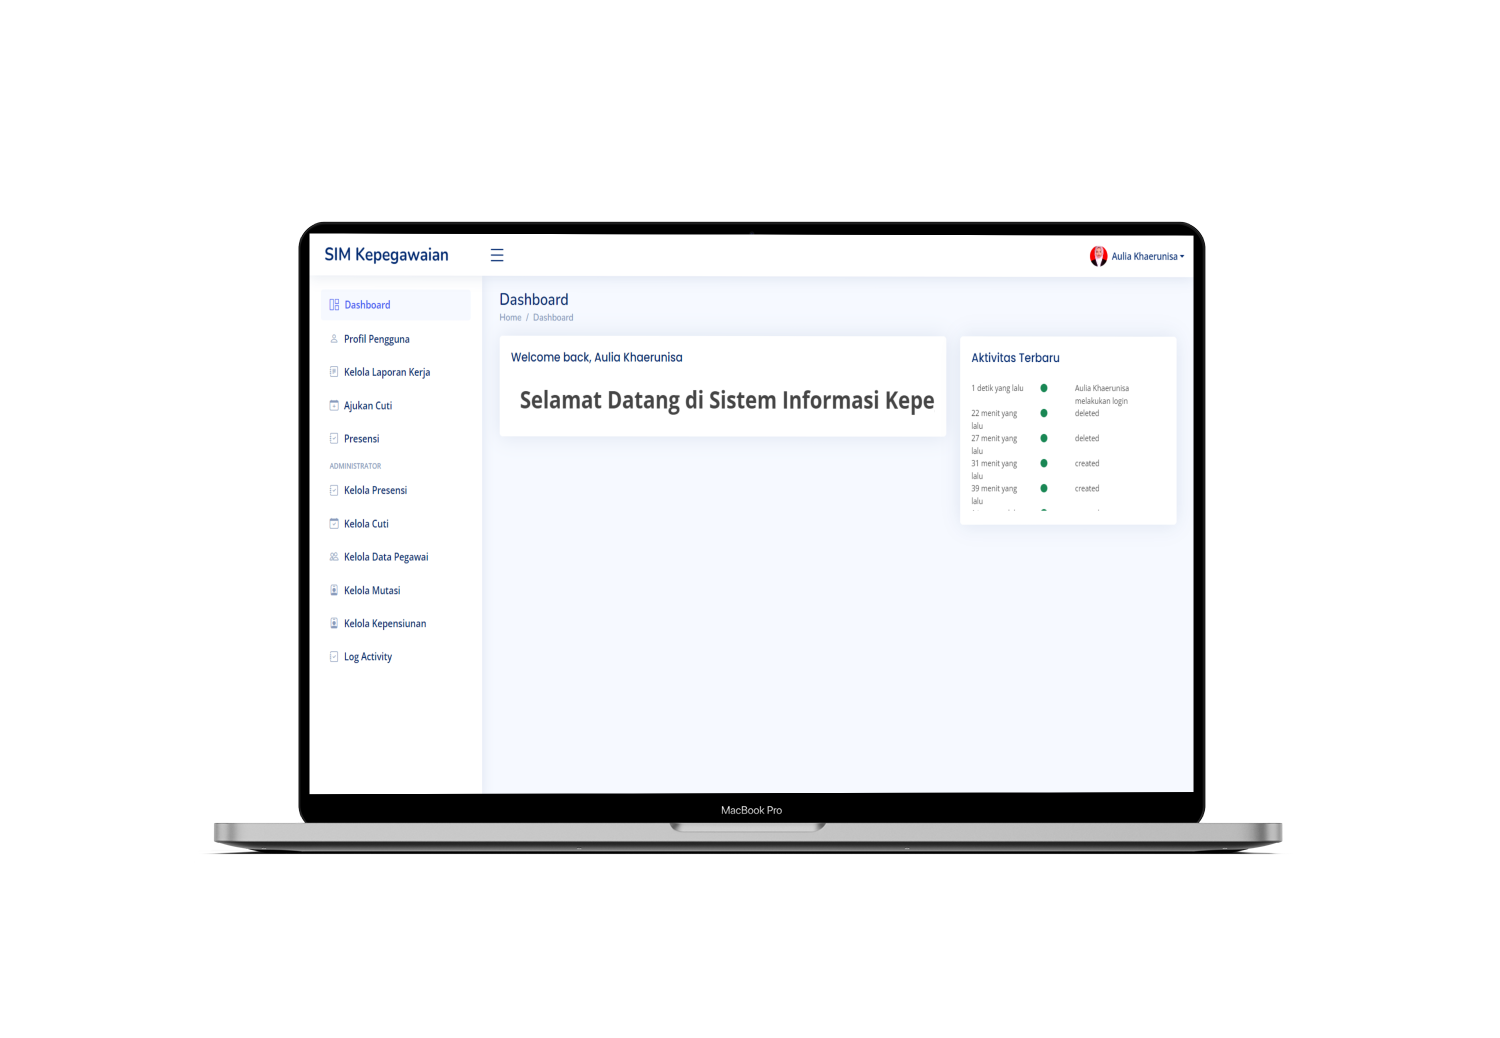 SIM Kepegawaian
Aulia Khaerunisa
Dashboard
Profil Pengguna
Kelola Laporan Kerja
Ajukan Cuti
Presensi
ADMINISTRATOR
Kelola Presensi
Kelola Cuti
Kelola Data Pegawai
Kelola Mutasi
Kelola Kepensiunan
Log Activity
Dashboard
Home / Dashboard
Welcome back, Aulia Khaerunisa
Selamat Datang di Sistem Informasi Kepe
Aktivitas Terbaru
1 detik yang lalu
Aulia Khaerunisa
melakukan login
22 menit yang
lalu
deleted
27 menit yang
lalu
deleted
31 menit yang
lalu
created
39 menit yang
lalu
created
MacBook Pro